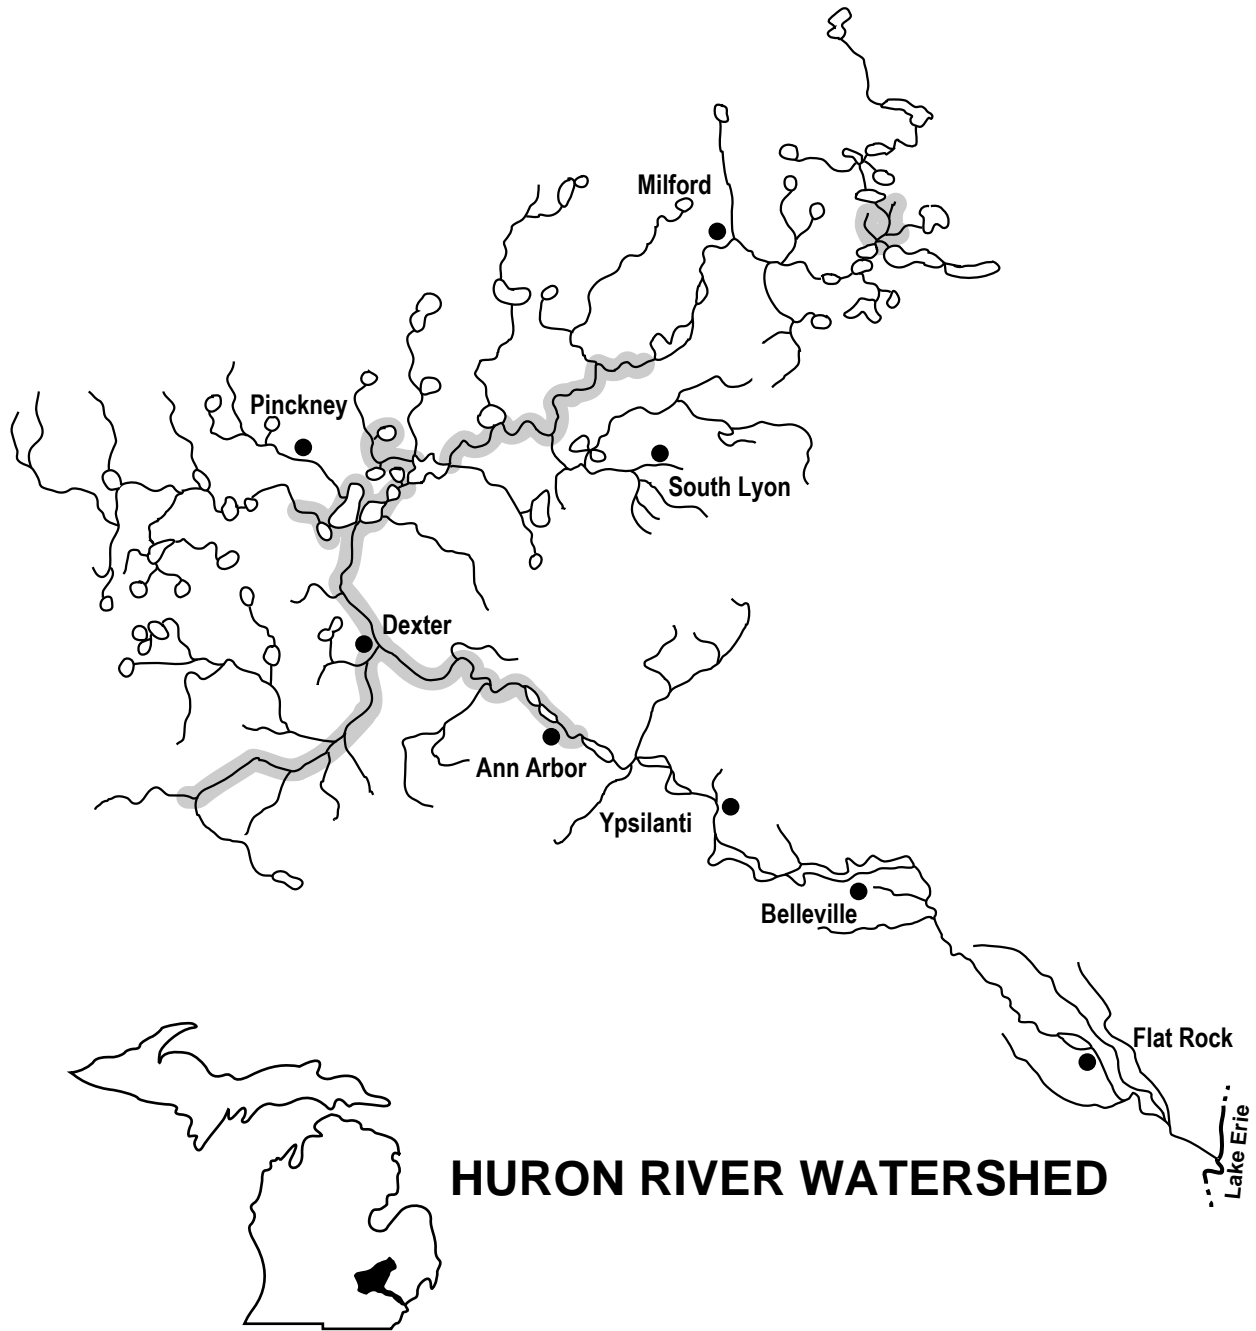 Milford
Pinckney
South Lyon
Dexter
Ann Arbor
Ypsilanti
Belleville
Flat Rock
Lake Erie
HURON RIVER WATERSHED